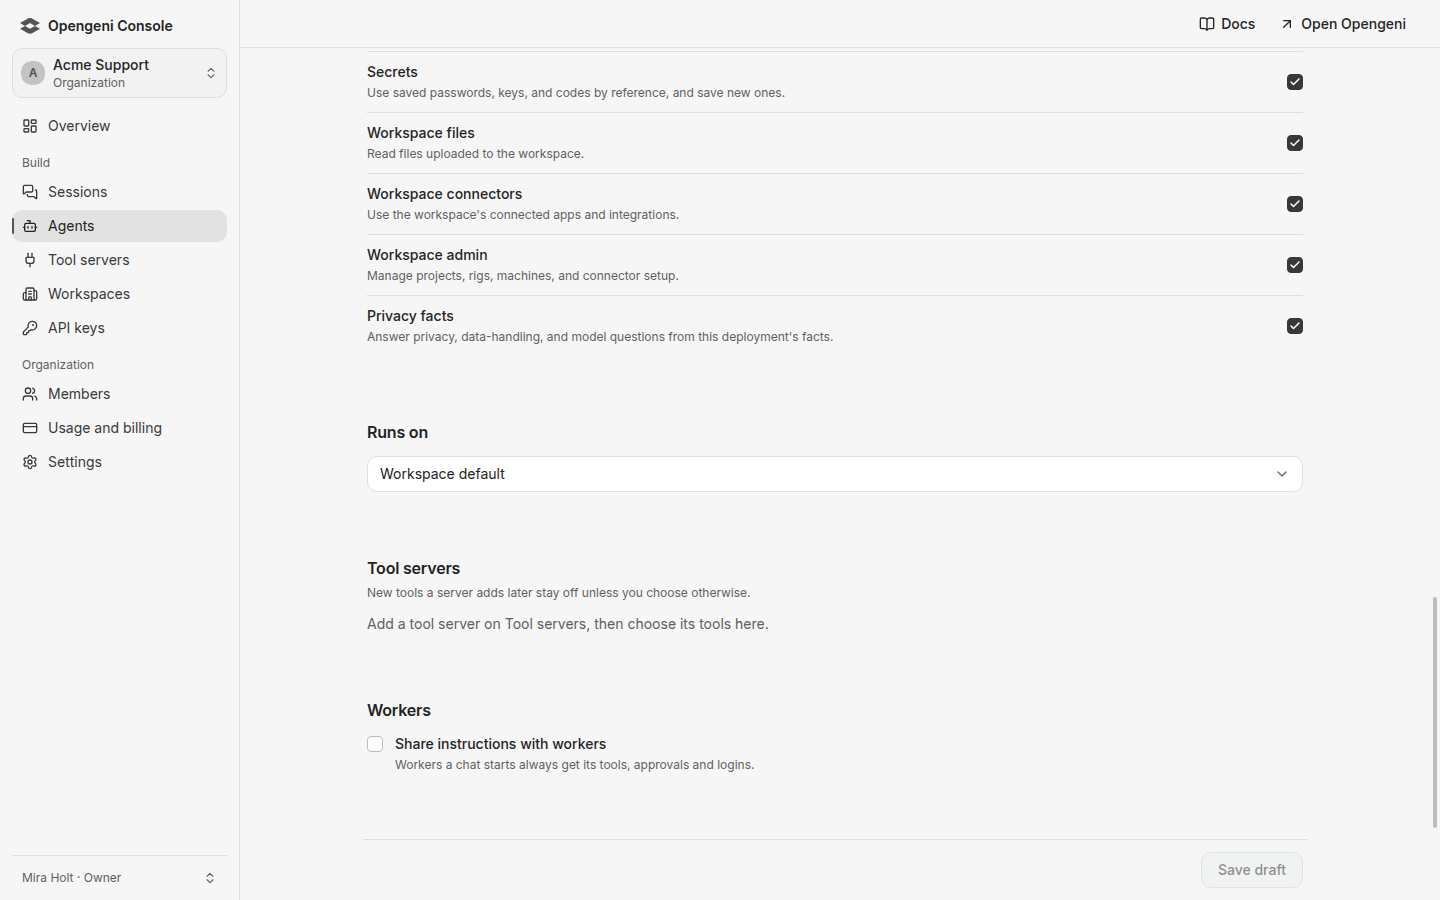 Opengeni Console
Docs
Open Opengeni
A
Acme Support
Organization
Overview
Build
Sessions
Agents
Tool servers
Workspaces
API keys
Organization
Members
Usage and billing
Settings
Mira Holt · Owner
Secrets
Use saved passwords, keys, and codes by reference, and save new ones.
Workspace files
Read files uploaded to the workspace.
Workspace connectors
Use the workspace's connected apps and integrations.
Workspace admin
Manage projects, rigs, machines, and connector setup.
Privacy facts
Answer privacy, data-handling, and model questions from this deployment's facts.
Runs on
Workspace default
Tool servers
New tools a server adds later stay off unless you choose otherwise.
Add a tool server on Tool servers, then choose its tools here.
Workers
Share instructions with workers
Workers a chat starts always get its tools, approvals and logins.
Save draft